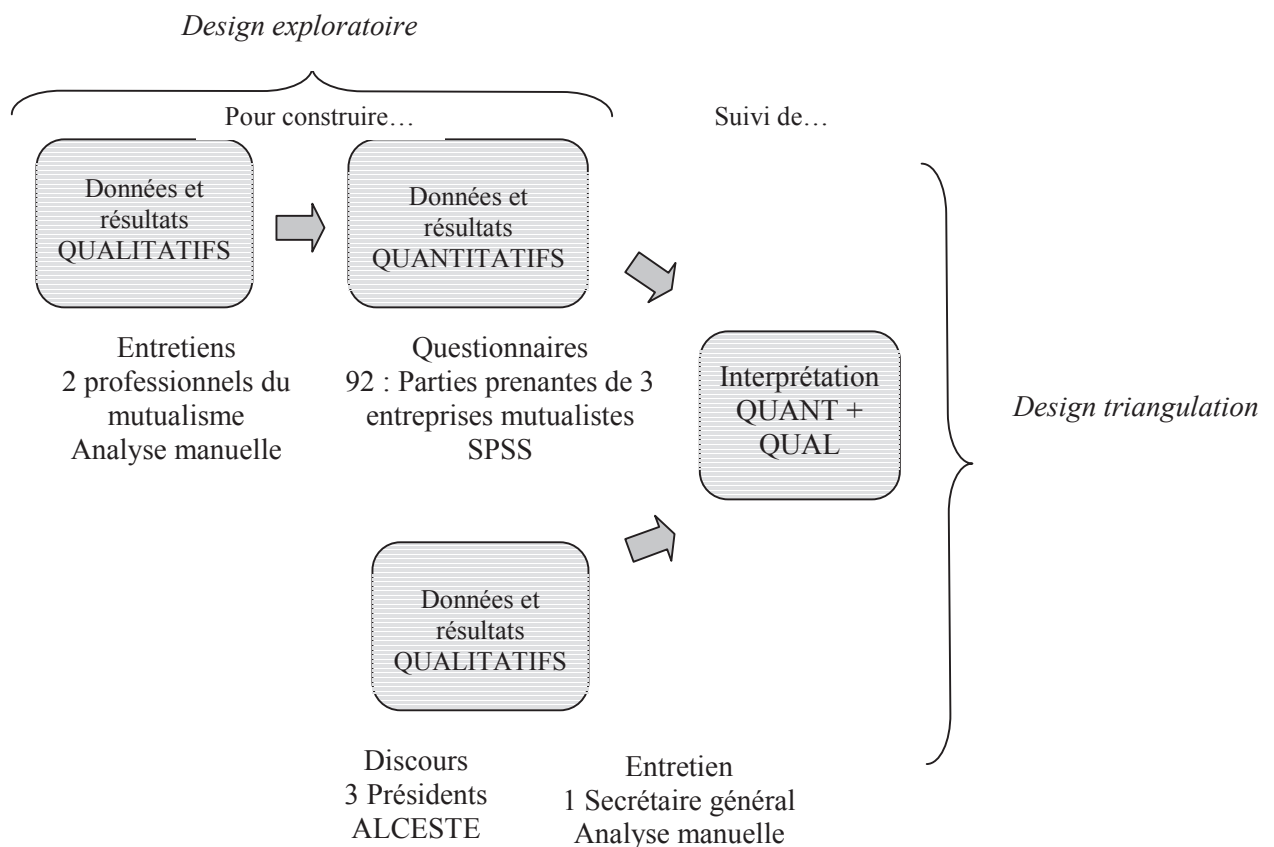 Design exploratoire
Pour construire…
Suivi de…
Données et
résultats
QUALITATIFS
Données et
résultats
QUANTITATIFS
Entretiens
2 professionnels du
mutualisme
Analyse manuelle
Questionnaires
92 : Parties prenantes de 3
entreprises mutualistes
SPSS
Interprétation
QUANT +
QUAL
Design triangulation
Données et
résultats
QUALITATIFS
Discours
3 Présidents
ALCESTE
Entretien
1 Secrétaire général
Analyse manuelle